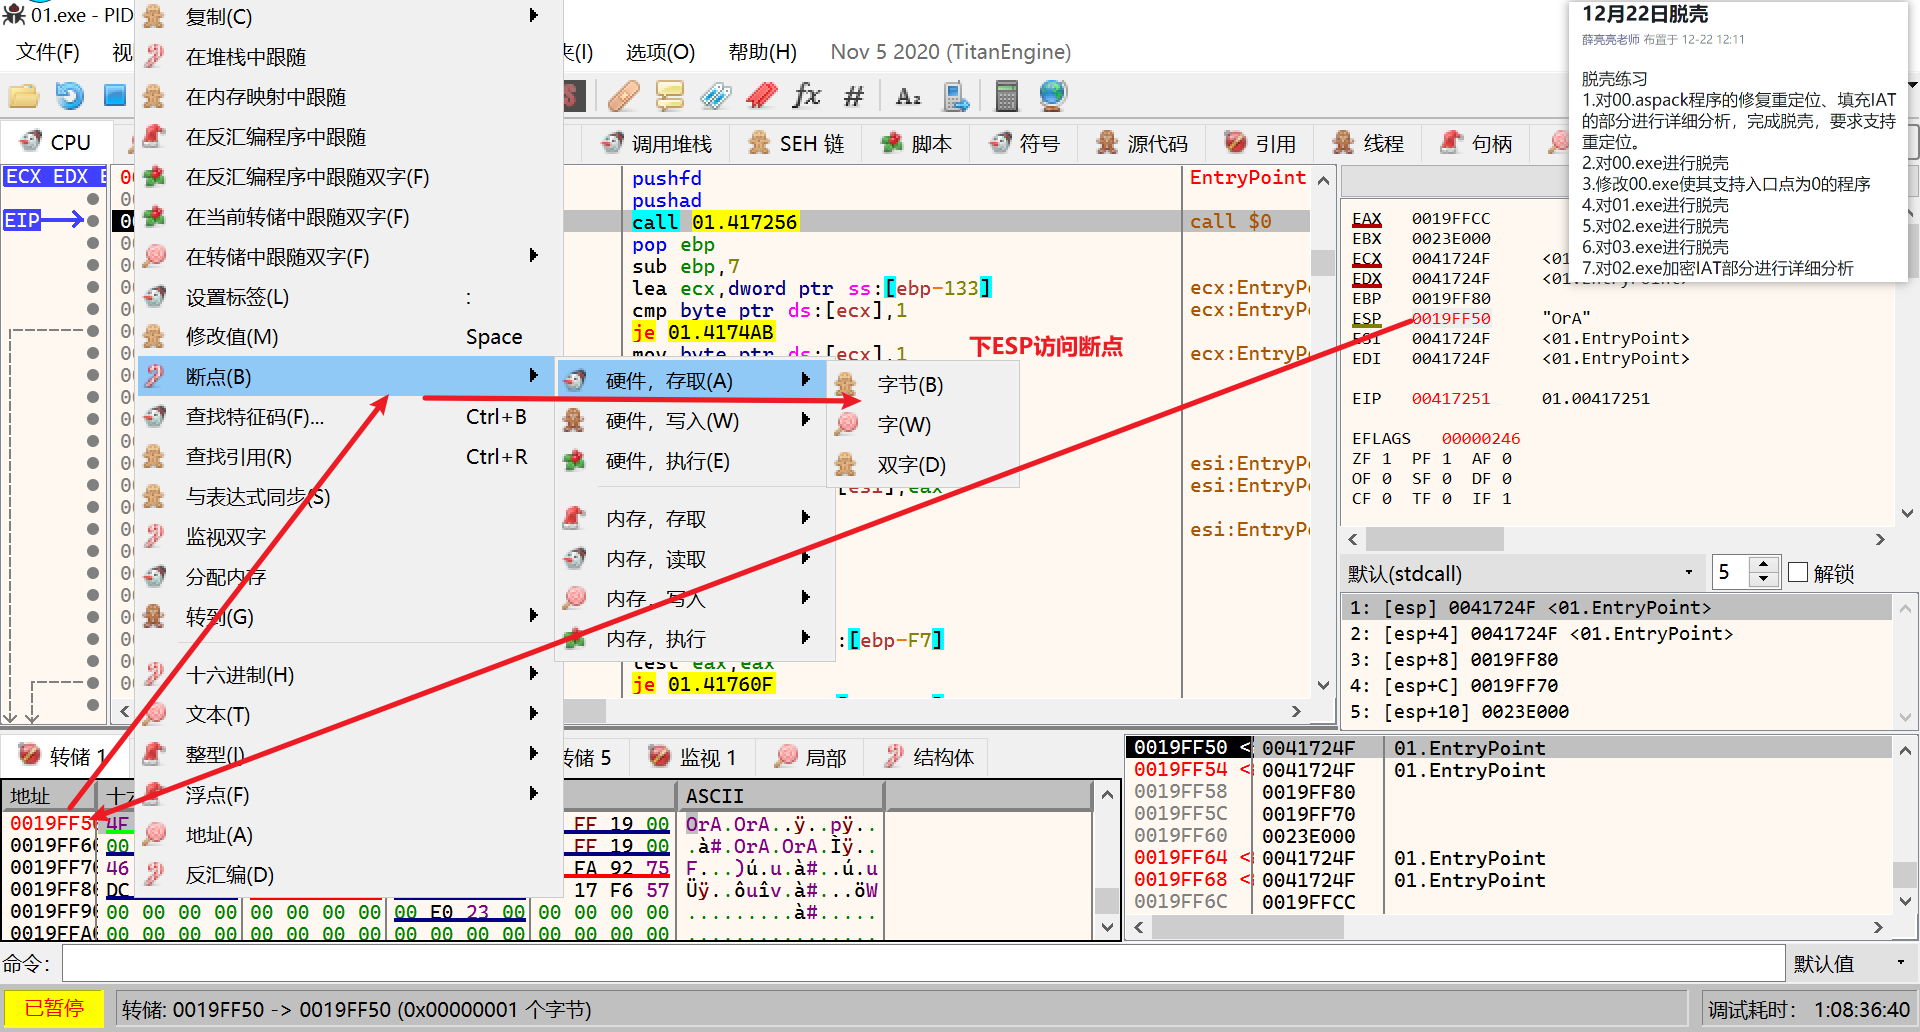 01.exe - PID
文件(F)
视
夹(I)
选项(O)
帮助(H)
Nov 5 2020 (TitanEngine)
CPU
调用堆栈
SEH 链
脚本
符号
源代码
引用
线程
句柄
复制(C)
在堆栈中跟随
在内存映射中跟随
在反汇编程序中跟随
在反汇编程序中跟随双字(F)
在当前转储中跟随双字(F)
在转储中跟随双字(F)
设置标签(L) :
修改值(M) Space
断点(B)
查找特征码(F)... Ctrl+B
查找引用(R) Ctrl+R
与表达式同步(S)
监视双字
分配内存
转到(G)
十六进制(H)
文本(T)
整型(I)
浮点(F)
地址(A)
反汇编(D)
硬件，存取(A)
硬件，写入(W)
硬件，执行(E)
内存，存取
内存，读取
内存，写入
内存，执行
字节(B)
字(W)
双字(D)
下ESP访问断点
ECX EDX E
EIP
pushfd EntryPoint
pushad
call 01.417256 call $0
pop ebp
sub ebp,7
lea ecx,dword ptr ss:[ebp-133] ecx:EntryPo
cmp byte ptr ds:[ecx],1 ecx:EntryPo
je 01.4174AB
mov byte ptr ds:[ecx],1 ecx:EntryPo
esi:EntryPo
[esi],eax esi:EntryPo
esi:EntryPo
:[ebp-F7]
test eax,eax
je 01.41760F
12月22日脱壳
薛亮亮老师 布置于 12-22 12:11
脱壳练习
1.对00.aspack程序的修复重定位、填充IAT
的部分进行详细分析，完成脱壳，要求支持
重定位。
2.对00.exe进行脱壳
3.修改00.exe使其支持入口点为0的程序
4.对01.exe进行脱壳
5.对02.exe进行脱壳
6.对03.exe进行脱壳
7.对02.exe加密IAT部分进行详细分析
EAX 0019FFCC
EBX 0023E000
ECX 0041724F <01.
EDX 0041724F <01.
EBP 0019FF80
ESP 0019FF50 "OrA"
ESI 0041724F <01.EntryPoint>
EDI 0041724F <01.EntryPoint>
EIP 00417251 01.00417251
EFLAGS 00000246
ZF 1 PF 1 AF 0
OF 0 SF 0 DF 0
CF 0 TF 0 IF 1
默认(stdcall) 5 解锁
1: [esp] 0041724F <01.EntryPoint>
2: [esp+4] 0041724F <01.EntryPoint>
3: [esp+8] 0019FF80
4: [esp+C] 0019FF70
5: [esp+10] 0023E000
转储 1
转储 5
监视 1
局部
结构体
地址 十六 ASCII
0019FF50 4F FF 19 00 OrA.OrA..ÿ..pÿ..
0019FF60 00 FF 19 00 .à#.OrA.OrA.Ìÿ..
0019FF70 46 FA 92 75 F...)ú.u.à#..ú.u
0019FF80 DC 17 F6 57 Üÿ..ôuîv.à#...öW
0019FF90 00 00 00 00 00 00 00 00 00 E0 23 00 00 00 00 00 .........à#.....
0019FFA0 00 00 00 00 00 00 00 00 00 00 00 00 00 00 00 00 ................
0019FF50 < 0041724F 01.EntryPoint
0019FF54 < 0041724F 01.EntryPoint
0019FF58 0019FF80
0019FF5C 0019FF70
0019FF60 0023E000
0019FF64 < 0041724F 01.EntryPoint
0019FF68 < 0041724F 01.EntryPoint
0019FF6C 0019FFCC
命令：
默认值
已暂停
转储: 0019FF50 -> 0019FF50 (0x00000001 个字节)
调试耗时： 1:08:36:40